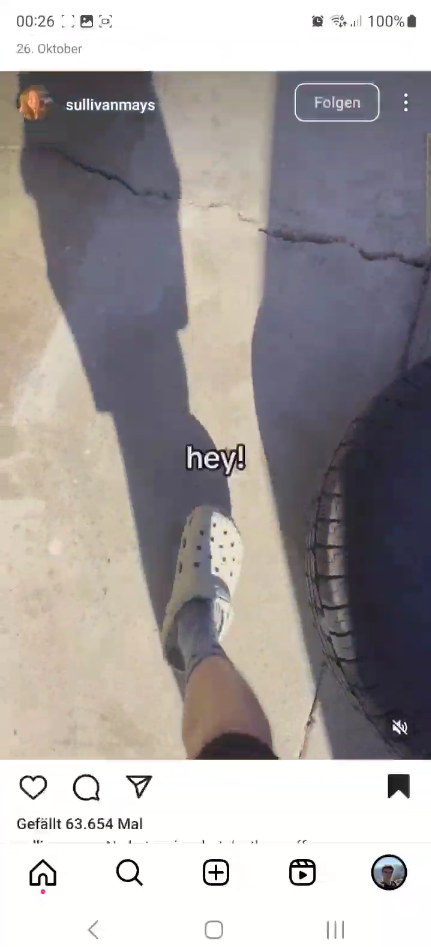 00:26 100%
26. Oktober
sullivanmays Folgen
hey!
Gefällt 63.654 Mal